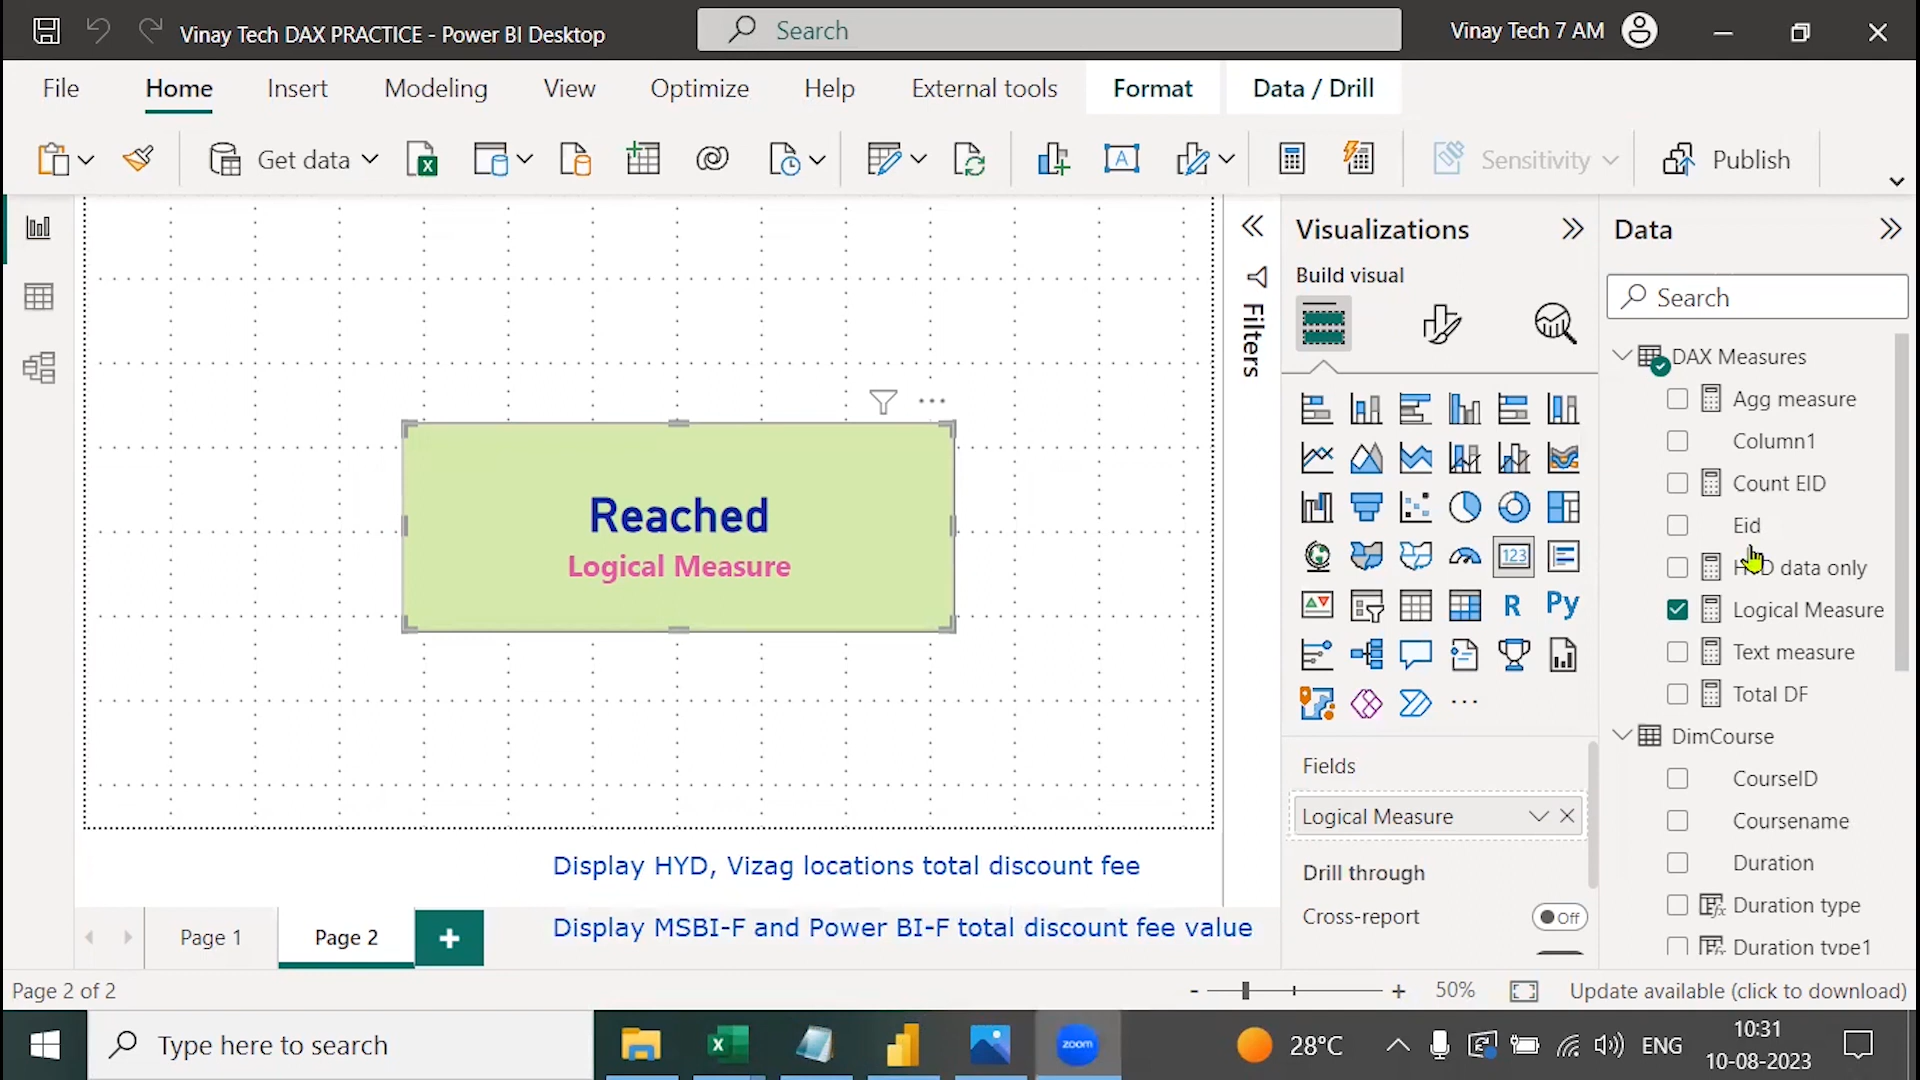 Vinay Tech DAX PRACTICE - Power BI Desktop
Search
Vinay Tech 7 AM
File
Home
Insert
Modeling
View
Optimize
Help
External tools
Format
Data / Drill
Get data
Sensitivity
Publish
Reached
Logical Measure
Filters
Visualizations
Build visual
123
R
Py
Fields
Logical Measure
Drill through
Cross-report
Off
Data
Search
DAX Measures
Agg measure
Column1
Count EID
Eid
data only
Logical Measure
Text measure
Total DF
DimCourse
CourseID
Coursename
Duration
Duration type
Duration type1
Display HYD, Vizag locations total discount fee
Page 1
Page 2
Display MSBI-F and Power BI-F total discount fee value
Page 2 of 2
50%
Update available (click to download)
Type here to search
zoom
28°C
ENG
10:31
10-08-2023